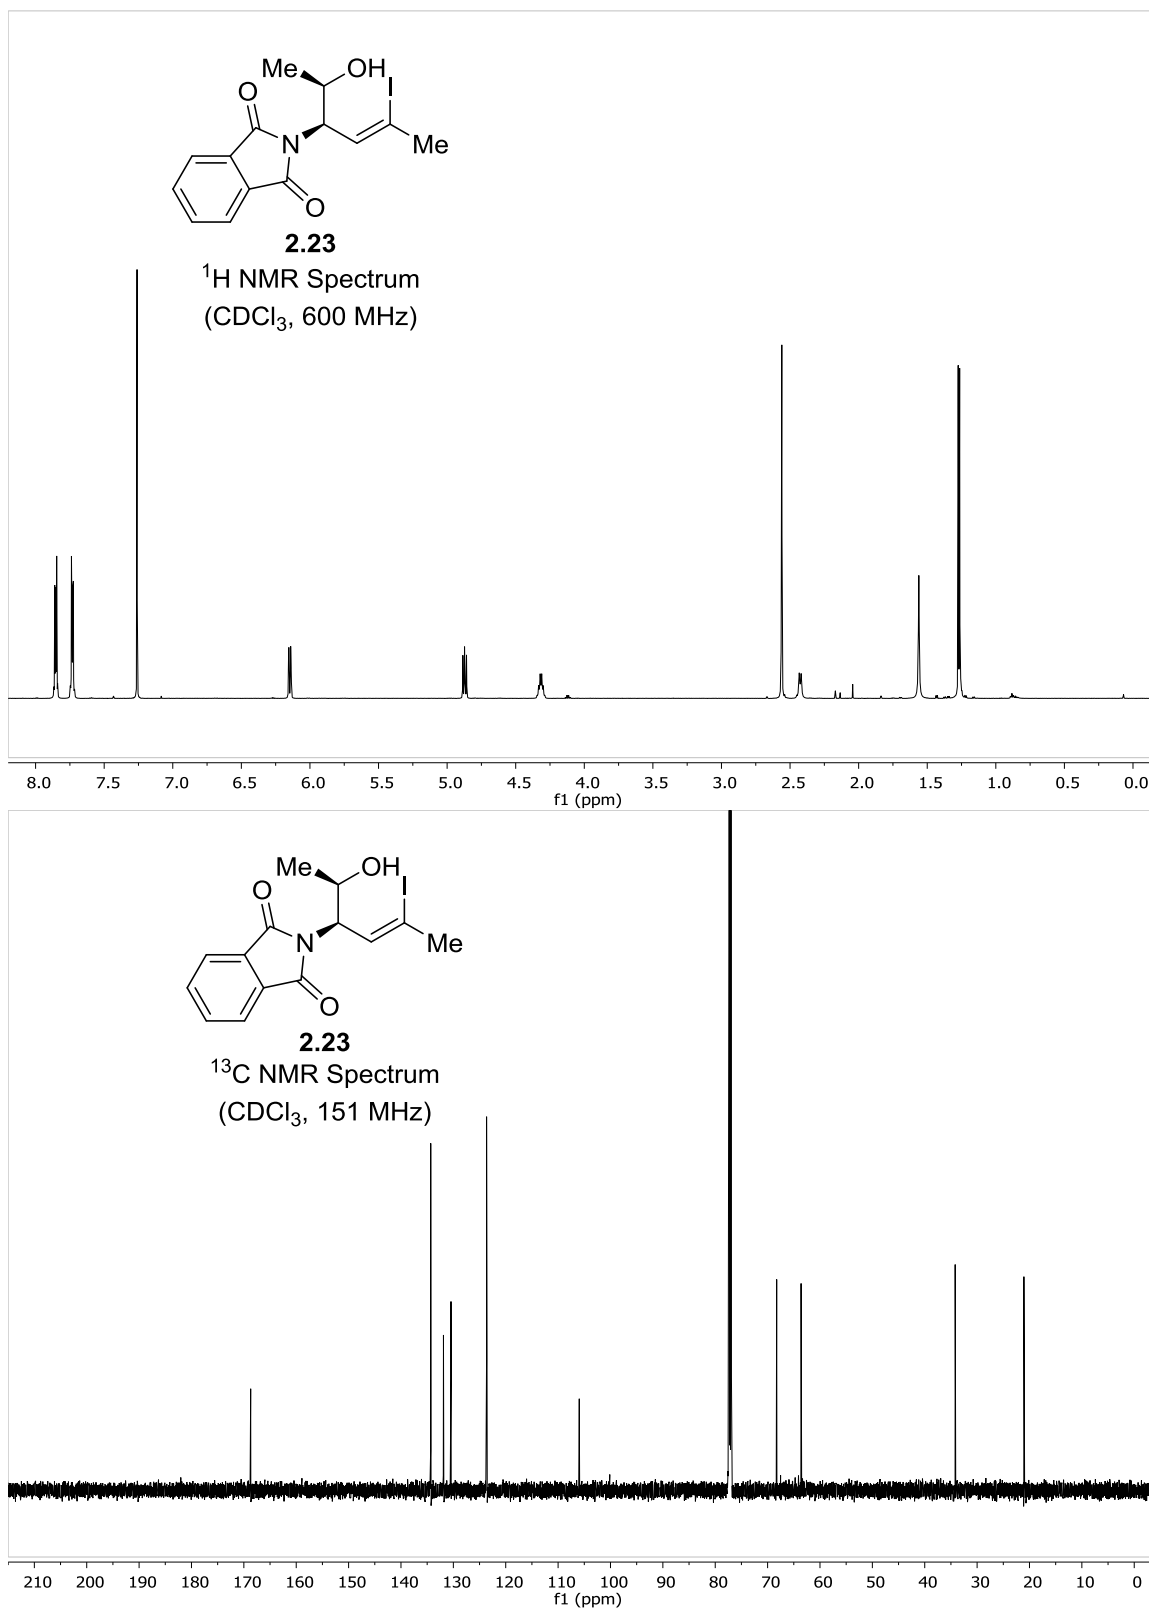 Me OH
O I
N Me
O
2.23
¹H NMR Spectrum
(CDCl₃, 600 MHz)
8.0 7.5 7.0 6.5 6.0 5.5 5.0 4.5 4.0 3.5 3.0 2.5 2.0 1.5 1.0 0.5 0.0
f1 (ppm)
Me OH
O I
N Me
O
2.23
¹³C NMR Spectrum
(CDCl₃, 151 MHz)
210 200 190 180 170 160 150 140 130 120 110 100 90 80 70 60 50 40 30 20 10 0
f1 (ppm)